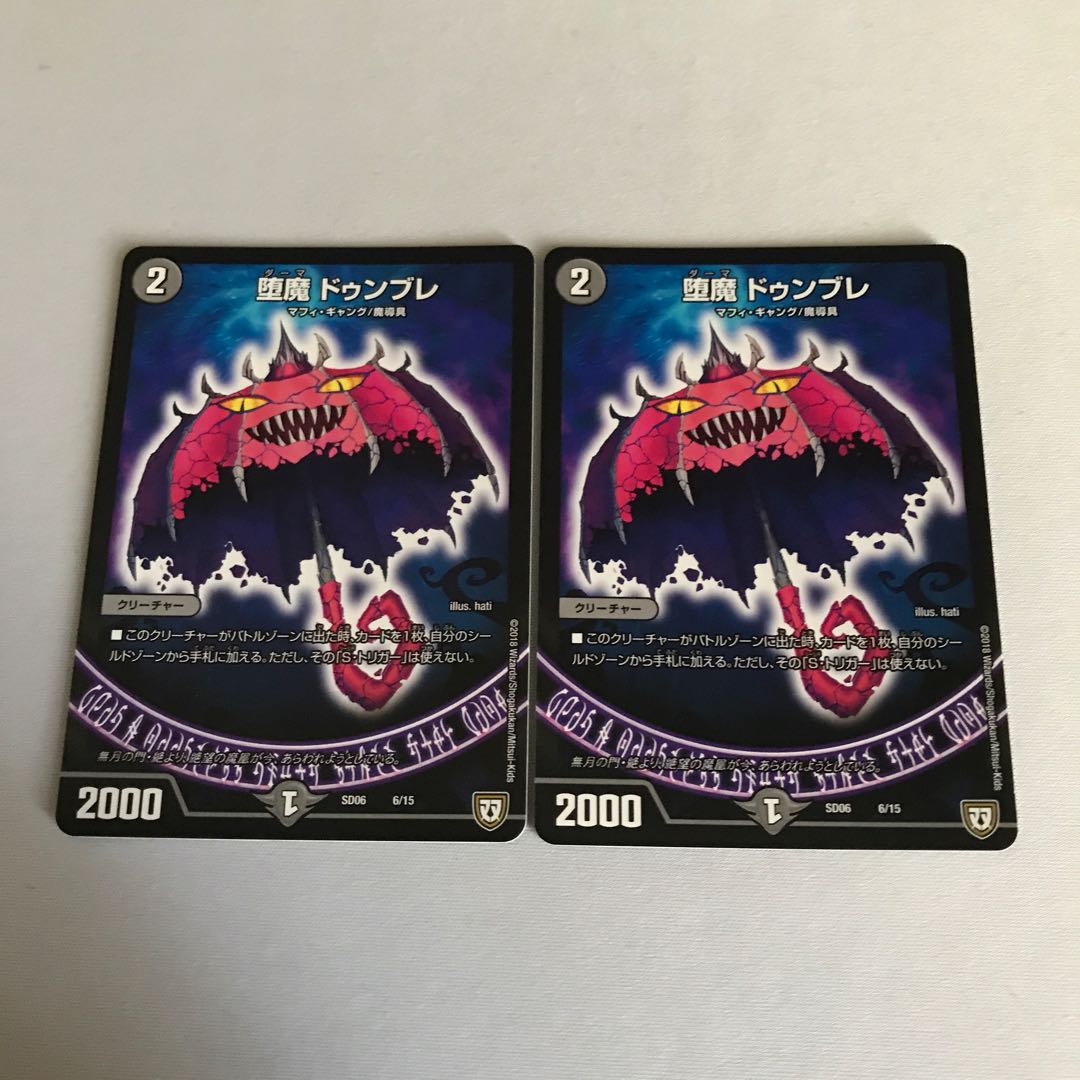 2
ダーマ
堕魔 ドゥンブレ
マフィ・ギャング/魔導具
クリーチャー
illus. hati
■ このクリーチャーがバトルゾーンに出た時、カードを1枚、自分のシー
ルドゾーンから手札に加える。ただし、その「S・トリガー」は使えない。
無月の門・絶より、絶望の魔星が今、あらわれようとしている。
©2018 Wizards/Shogakukan/Mitsui-Kids
2000
1
SD06 6/15
2
ダーマ
堕魔 ドゥンブレ
マフィ・ギャング/魔導具
クリーチャー
illus. hati
■ このクリーチャーがバトルゾーンに出た時、カードを1枚、自分のシー
ルドゾーンから手札に加える。ただし、その「S・トリガー」は使えない。
無月の門・絶より、絶望の魔星が今、あらわれようとしている。
©2018 Wizards/Shogakukan/Mitsui-Kids
2000
1
SD06 6/15